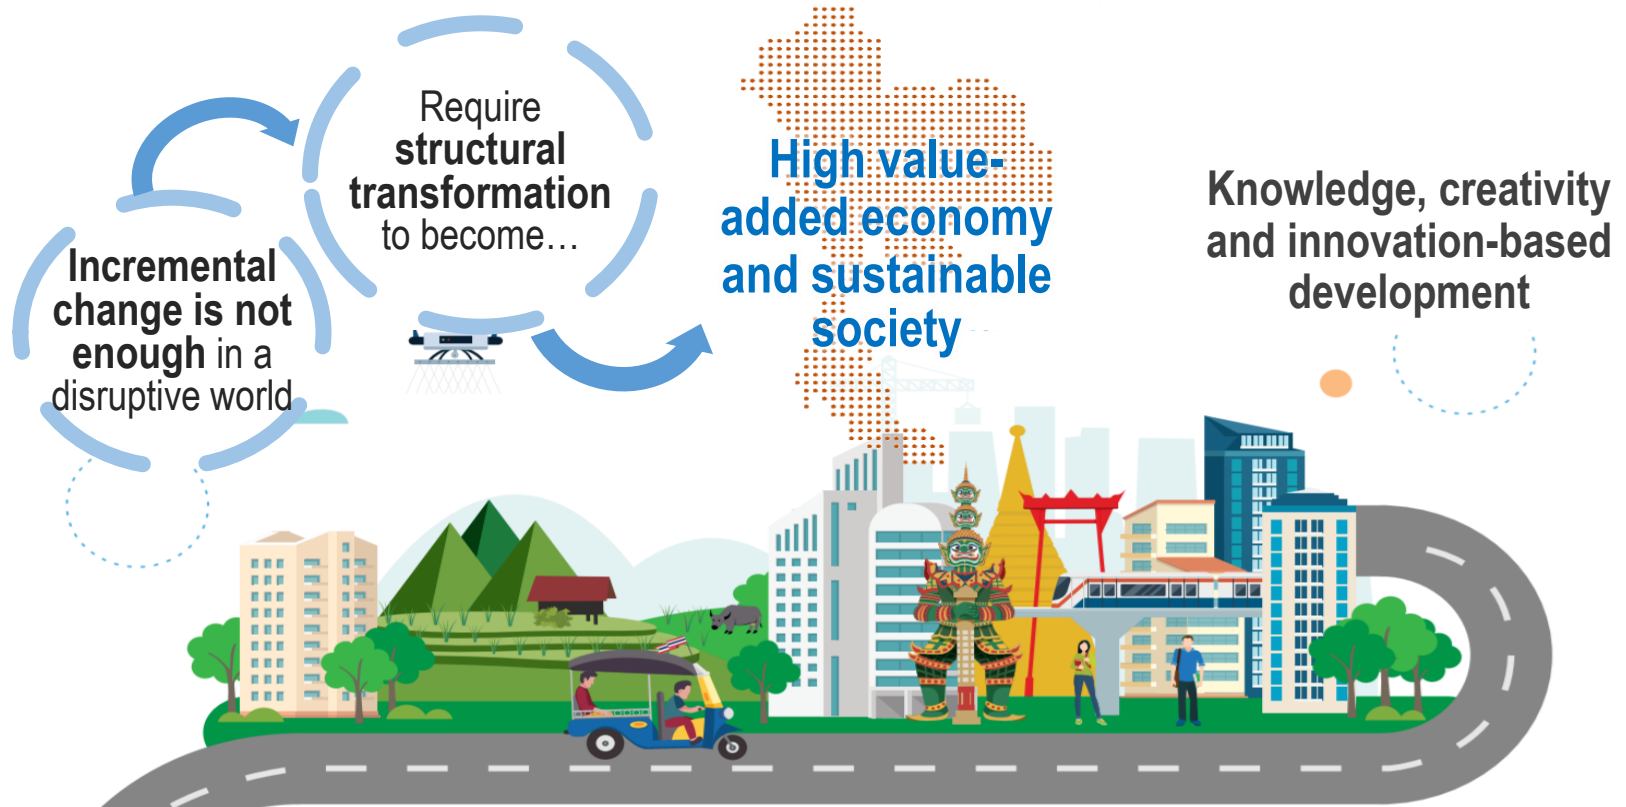 Incremental
change is not
enough in a
disruptive world
Require
structural
transformation
to become…
High value-
added economy
and sustainable
society
Knowledge, creativity
and innovation-based
development